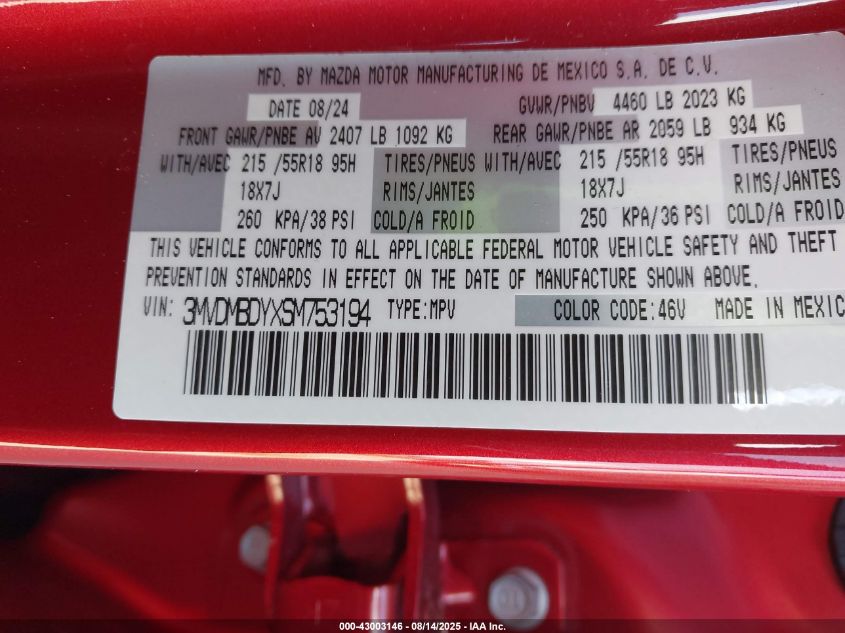 MFD. BY MAZDA MOTOR MANUFACTURING DE MEXICO S.A. DE C.V.
DATE 08/24 GVWR/PNBV 4460 LB 2023 KG
FRONT GAWR/PNBE AV 2407 LB 1092 KG REAR GAWR/PNBE AR 2059 LB 934 KG
WITH/AVEC 215 /55R18 95H TIRES/PNEUS WITH/AVEC 215 /55R18 95H TIRES/PNEUS
18X7J RIMS/JANTES 18X7J RIMS/JANTES
260 KPA/38 PSI COLD/A FROID 250 KPA/36 PSI COLD/A FROID
THIS VEHICLE CONFORMS TO ALL APPLICABLE FEDERAL MOTOR VEHICLE SAFETY AND THEFT
PREVENTION STANDARDS IN EFFECT ON THE DATE OF MANUFACTURE SHOWN ABOVE.
VIN: 3MVDMBDYXSM753194 TYPE:MPV COLOR CODE:46V MADE IN MEXIC
000-43003146 - 08/14/2025 - IAA Inc.